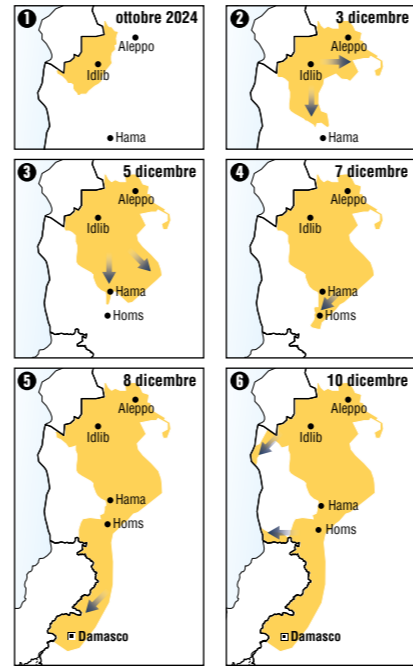 1 ottobre 2024
Aleppo
Idlib
Hama
2 3 dicembre
Aleppo
Idlib
Hama
3 5 dicembre
Aleppo
Idlib
Hama
Homs
4 7 dicembre
Aleppo
Idlib
Hama
Homs
5 8 dicembre
Aleppo
Idlib
Hama
Homs
Damasco
6 10 dicembre
Aleppo
Idlib
Hama
Homs
Damasco